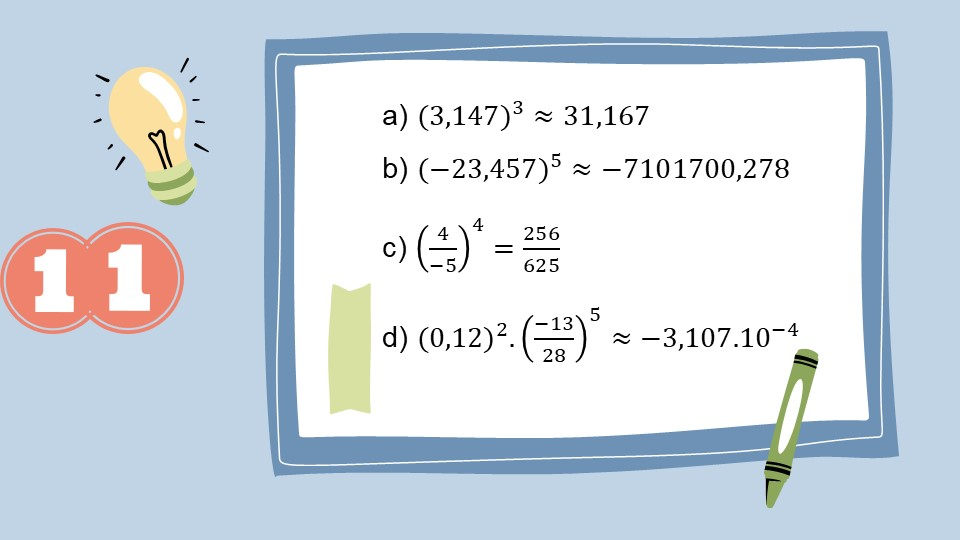 11
a) (3,147)³ ≈ 31,167
b) (−23,457)⁵ ≈ −7101700,278
c) (4/−5)⁴ = 256/625
d) (0,12)².(−13/28)⁵ ≈ −3,107.10⁻⁴